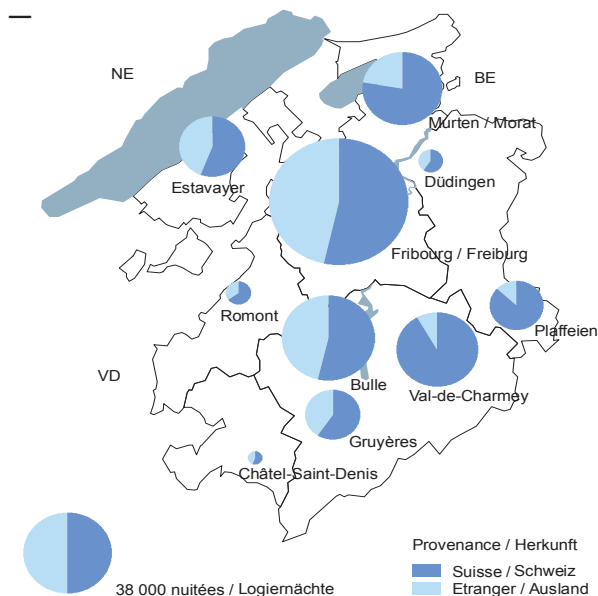 NE
BE
Murten / Morat
Estavayer
Düdingen
Fribourg / Freiburg
Romont
Plaffeien
VD
Bulle
Val-de-Charmey
Gruyères
Châtel-Saint-Denis
Provenance / Herkunft
Suisse / Schweiz
38 000 nuitées / Logiernächte
Etranger / Ausland